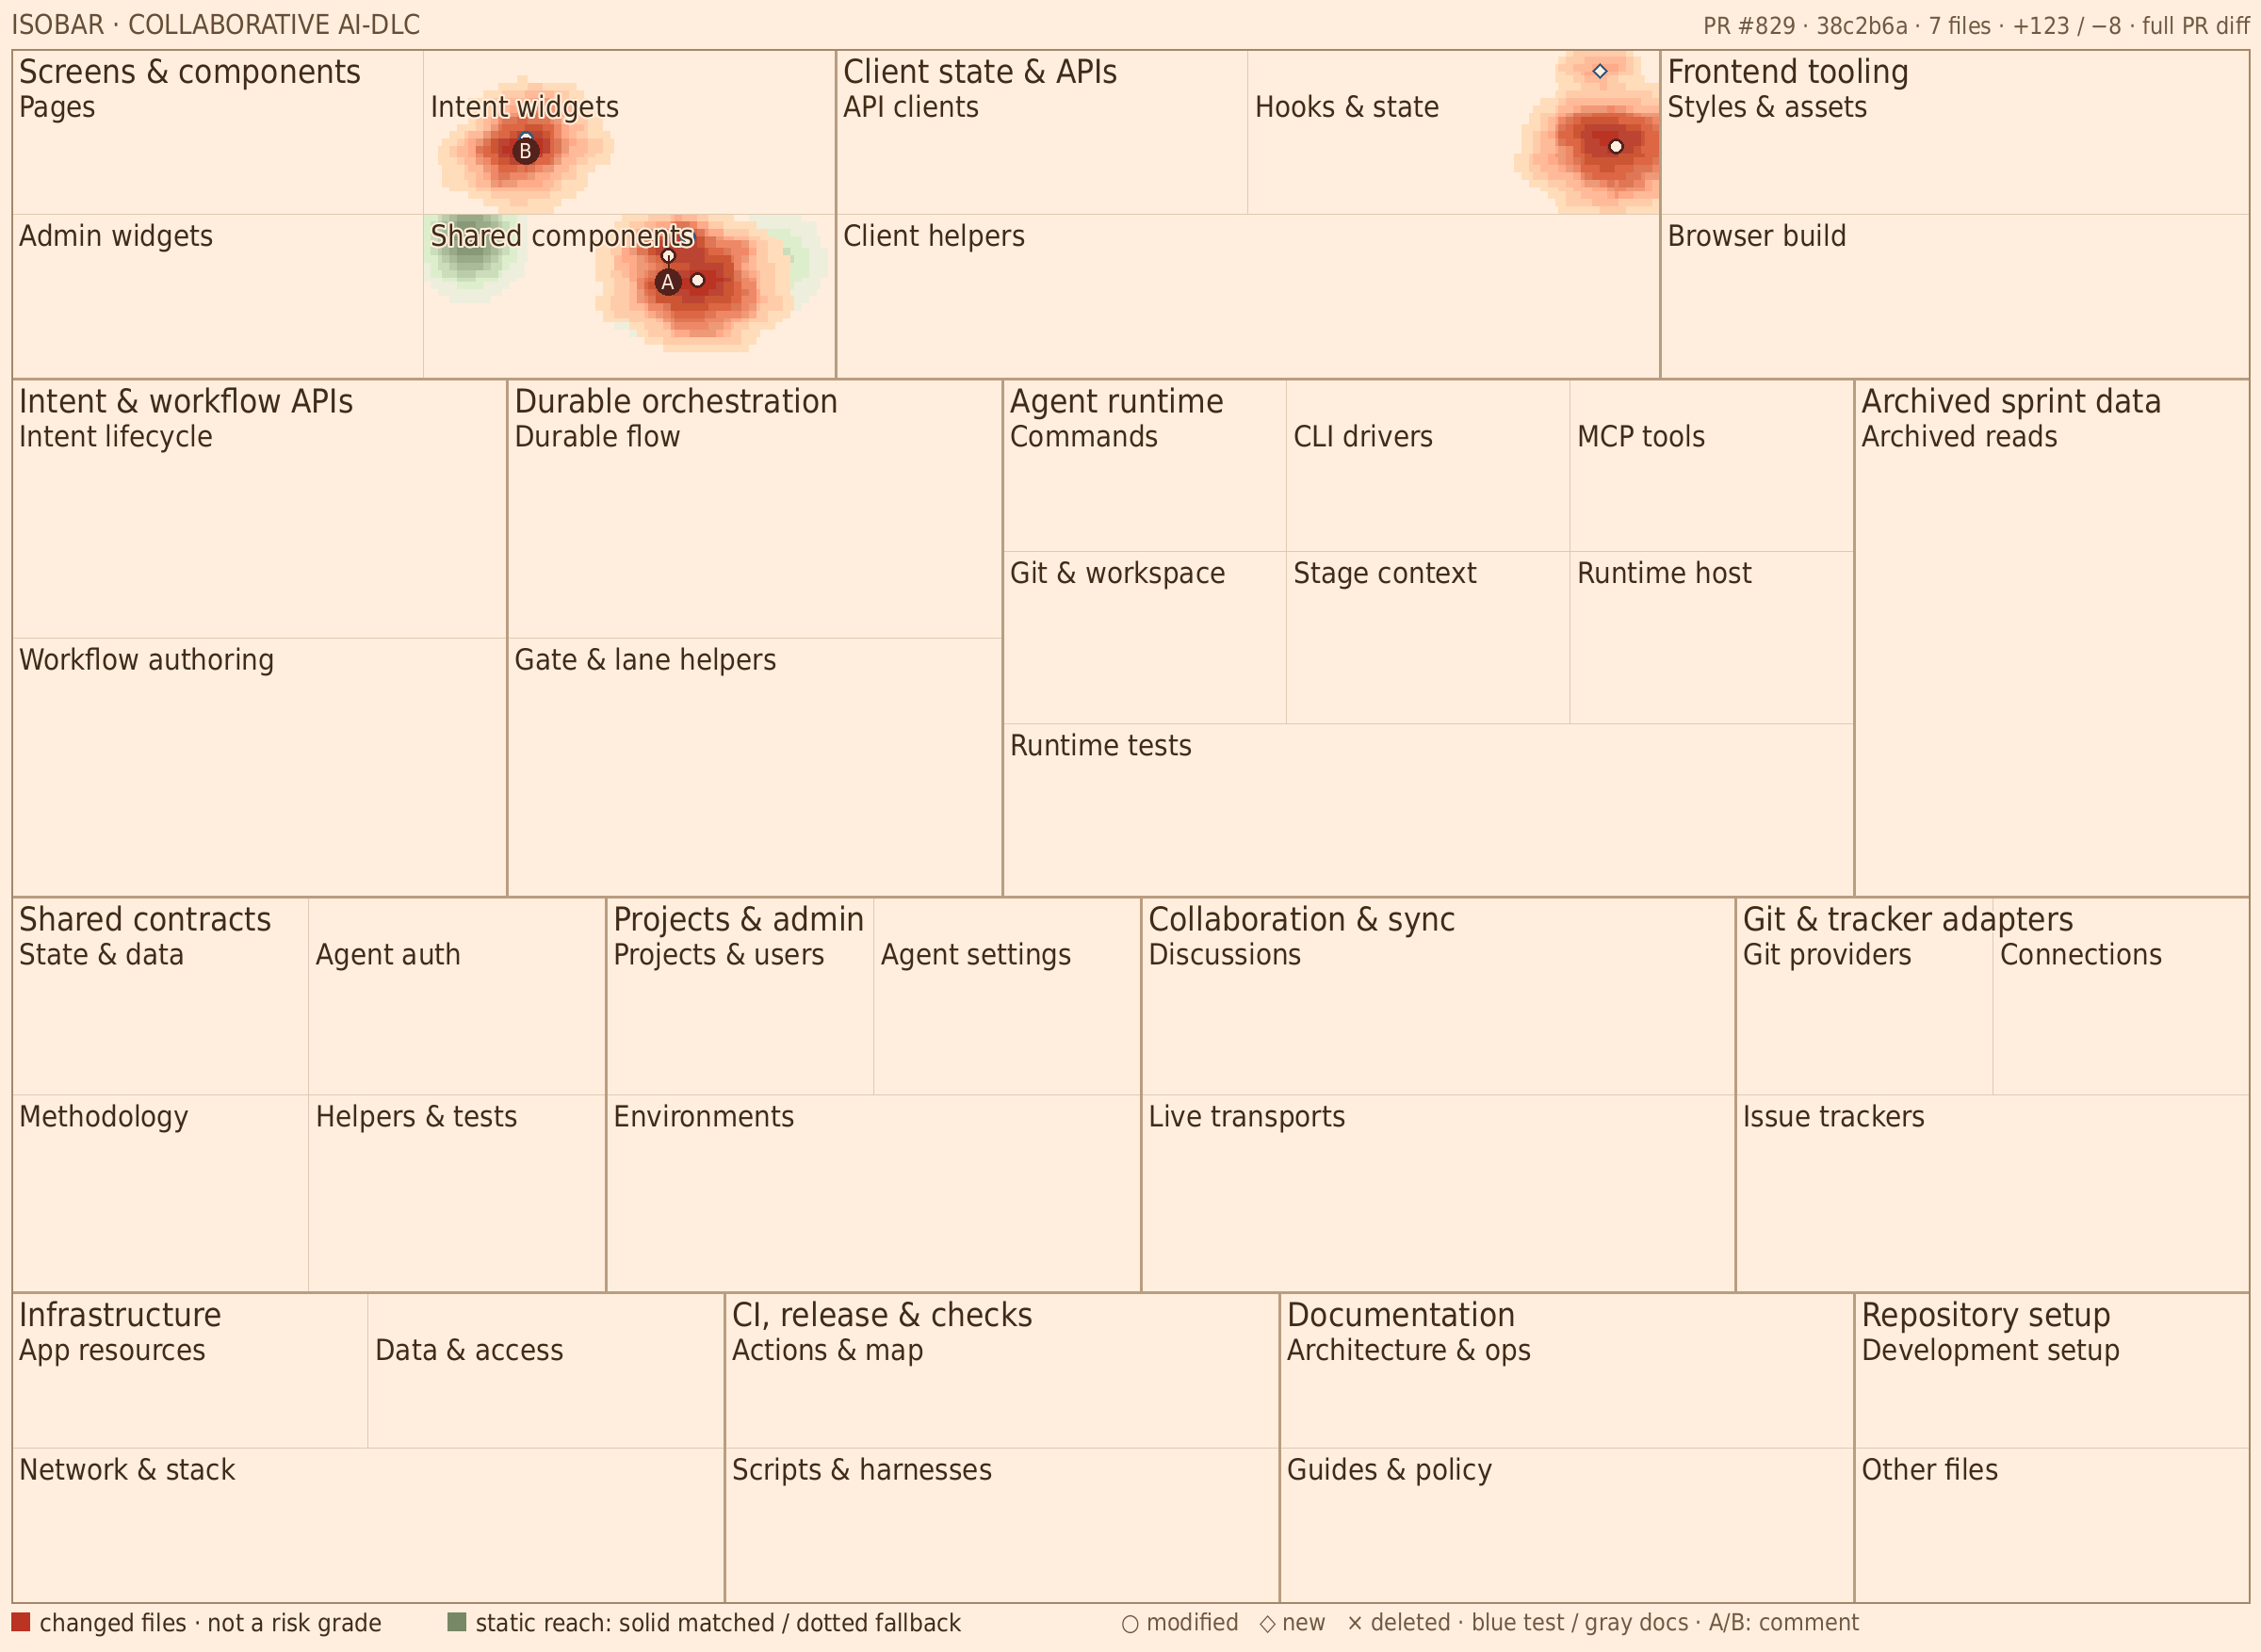 ISOBAR · COLLABORATIVE AI-DLC
PR #829 · 38c2b6a · 7 files · +123 / −8 · full PR diff
Screens & components
Pages
Intent widgets
B
Admin widgets
Shared components
A
Client state & APIs
API clients
Hooks & state
Client helpers
Frontend tooling
Styles & assets
Browser build
Intent & workflow APIs
Intent lifecycle
Workflow authoring
Durable orchestration
Durable flow
Gate & lane helpers
Agent runtime
Commands
CLI drivers
MCP tools
Git & workspace
Stage context
Runtime host
Runtime tests
Archived sprint data
Archived reads
Shared contracts
State & data
Agent auth
Methodology
Helpers & tests
Projects & admin
Projects & users
Agent settings
Environments
Collaboration & sync
Discussions
Live transports
Git & tracker adapters
Git providers
Connections
Issue trackers
Infrastructure
App resources
Data & access
Network & stack
CI, release & checks
Actions & map
Scripts & harnesses
Documentation
Architecture & ops
Guides & policy
Repository setup
Development setup
Other files
changed files · not a risk grade
static reach: solid matched / dotted fallback
○ modified ◇ new × deleted · blue test / gray docs · A/B: comment